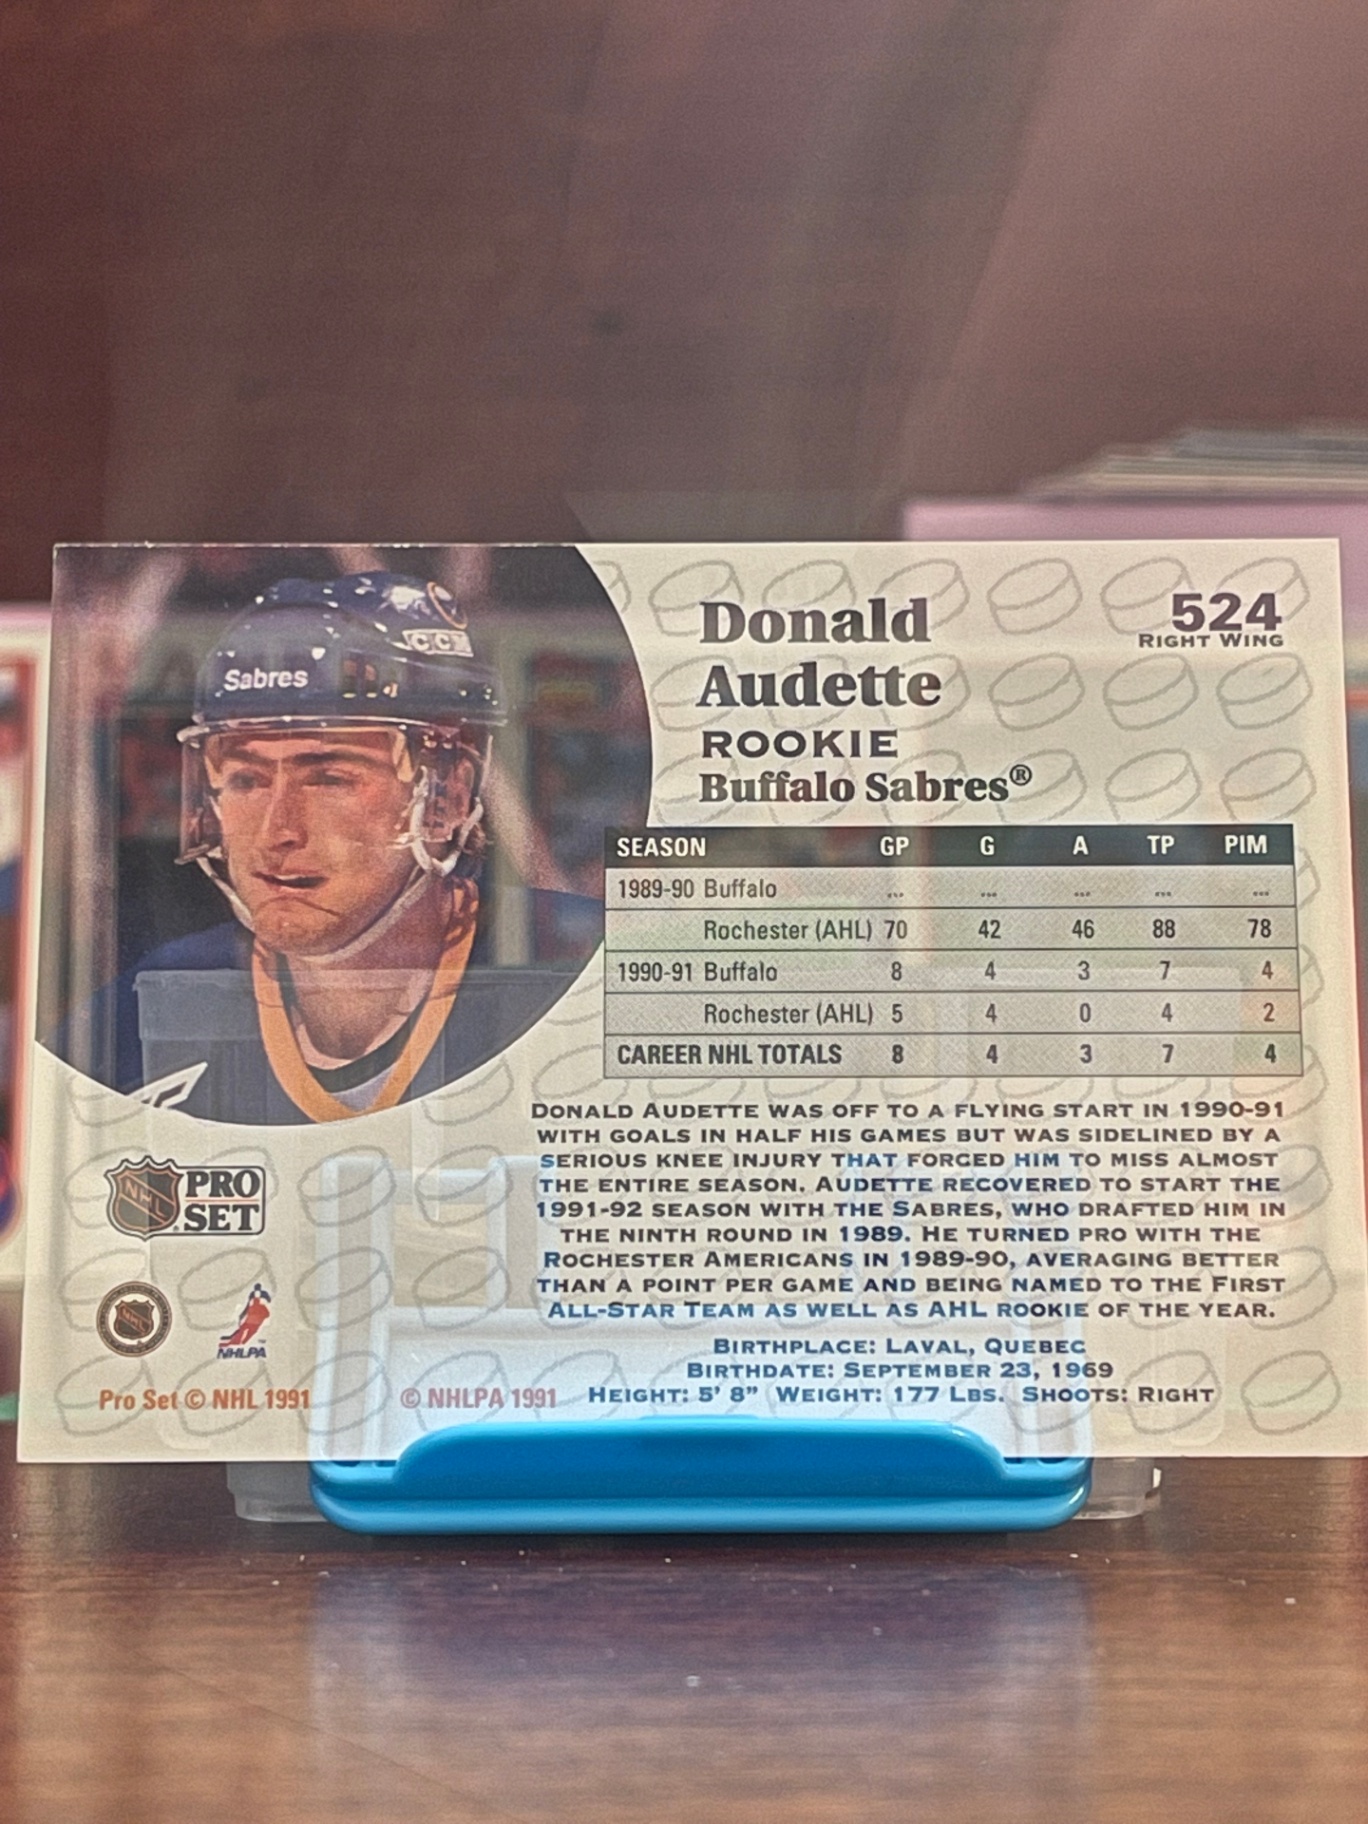 Sabres
CCM
Donald
Audette
ROOKIE
Buffalo Sabres®
524
RIGHT WING
SEASON GP G A TP PIM
1989-90 Buffalo ... ... ... ... ...
Rochester (AHL) 70 42 46 88 78
1990-91 Buffalo 8 4 3 7 4
Rochester (AHL) 5 4 0 4 2
CAREER NHL TOTALS 8 4 3 7 4
DONALD AUDETTE WAS OFF TO A FLYING START IN 1990-91
WITH GOALS IN HALF HIS GAMES BUT WAS SIDELINED BY A
SERIOUS KNEE INJURY THAT FORCED HIM TO MISS ALMOST
THE ENTIRE SEASON. AUDETTE RECOVERED TO START THE
1991-92 SEASON WITH THE SABRES, WHO DRAFTED HIM IN
THE NINTH ROUND IN 1989. HE TURNED PRO WITH THE
ROCHESTER AMERICANS IN 1989-90, AVERAGING BETTER
THAN A POINT PER GAME AND BEING NAMED TO THE FIRST
ALL-STAR TEAM AS WELL AS AHL ROOKIE OF THE YEAR.
BIRTHPLACE: LAVAL, QUEBEC
BIRTHDATE: SEPTEMBER 23, 1969
HEIGHT: 5' 8" WEIGHT: 177 LBS. SHOOTS: RIGHT
NHL
PRO
SET
NHL
NHLPA
Pro Set © NHL 1991
© NHLPA 1991